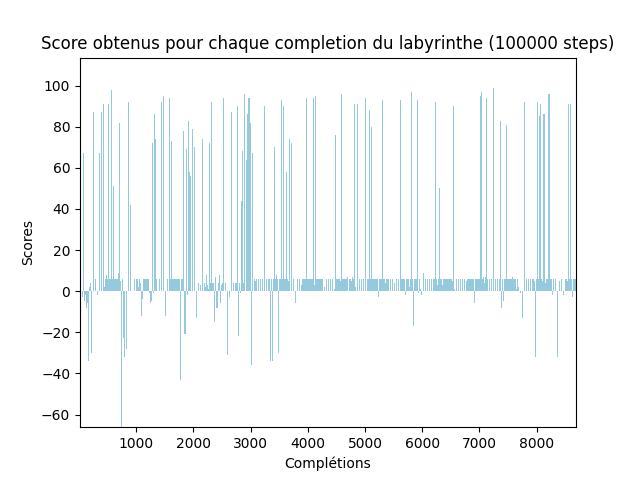 Score obtenus pour chaque completion du labyrinthe (100000 steps)
100
80
60
40
20
0
−20
−40
−60
Scores
1000 2000 3000 4000 5000 6000 7000 8000
Complétions